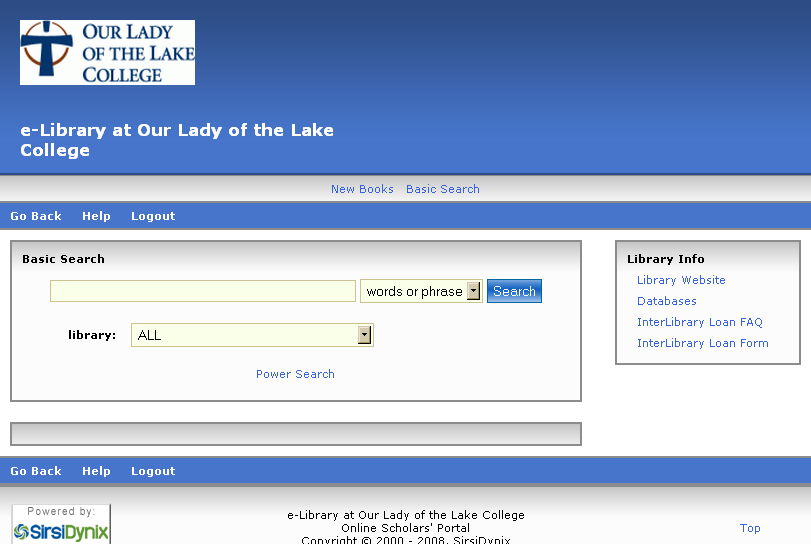 OUR LADY
OF THE LAKE
COLLEGE
e-Library at Our Lady of the Lake
College
New Books Basic Search
Go Back Help Logout
Basic Search
words or phrase Search
library: ALL
Power Search
Library Info
Library Website
Databases
InterLibrary Loan FAQ
InterLibrary Loan Form
Go Back Help Logout
Powered by:
SirsiDynix
e-Library at Our Lady of the Lake College
Online Scholars' Portal
Copyright © 2000 - 2008, SirsiDynix
Top